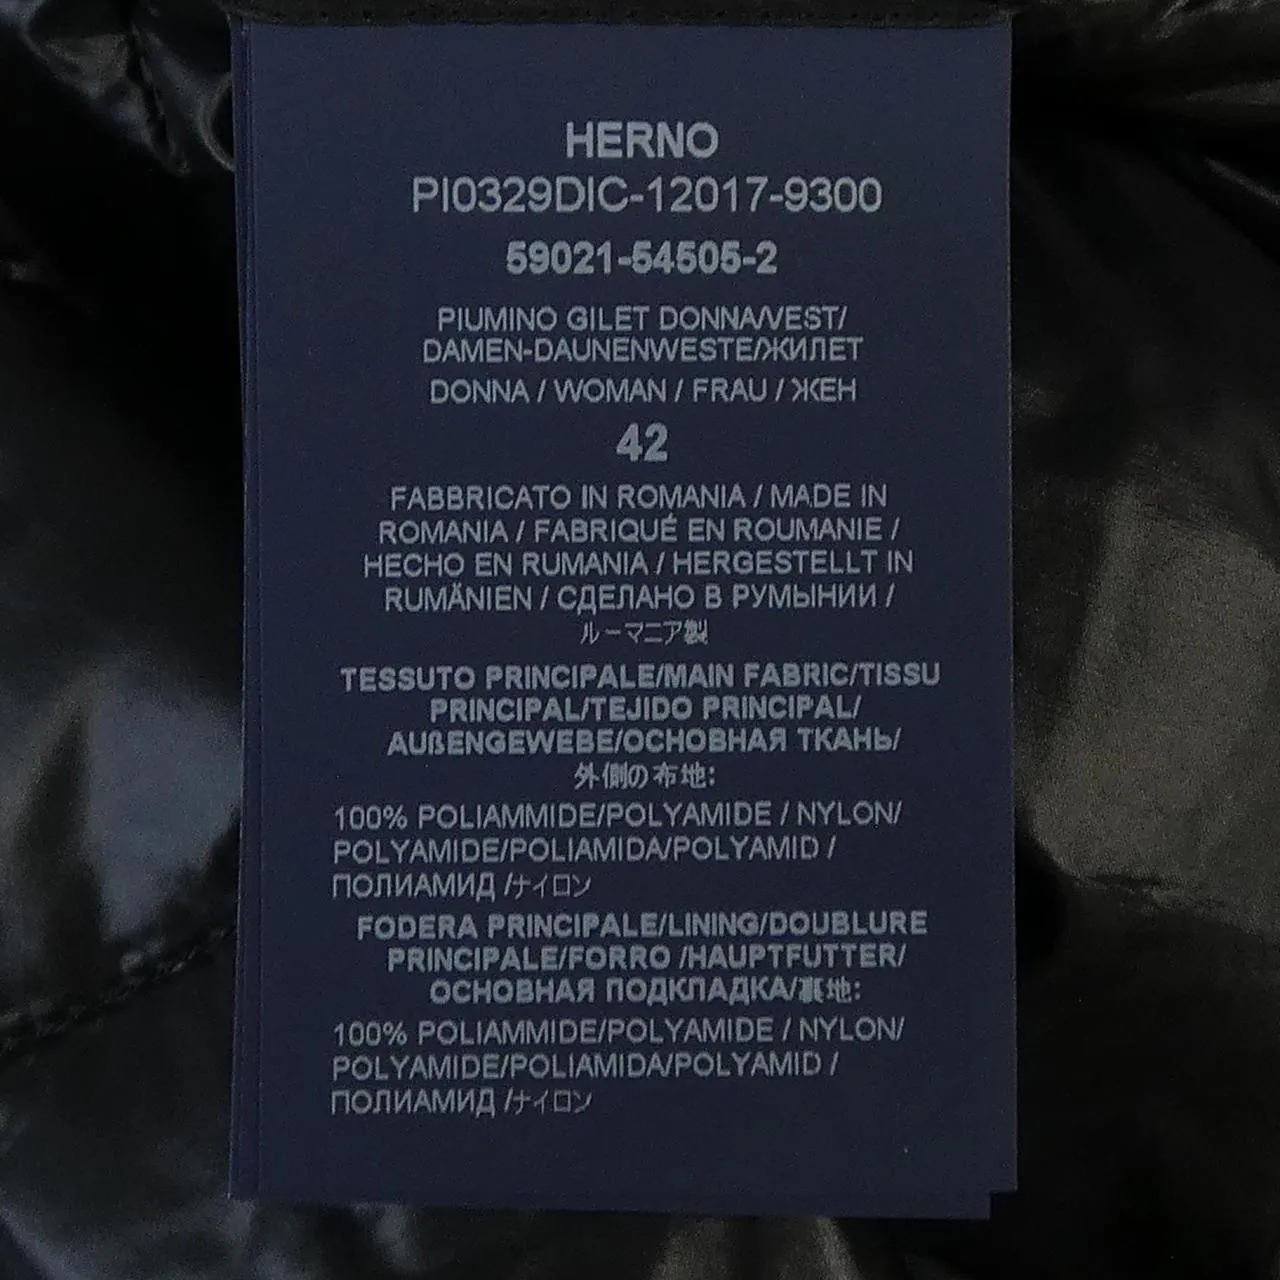 HERNO
PI0329DIC-12017-9300
59021-54505-2
PIUMINO GILET DONNA/VEST/
DAMEN-DAUNENWESTE/ЖИЛЕТ
DONNA / WOMAN / FRAU / ЖЕН
42
FABBRICATO IN ROMANIA / MADE IN
ROMANIA / FABRIQUÉ EN ROUMANIE /
HECHO EN RUMANIA / HERGESTELLT IN
RUMÄNIEN / СДЕЛАНО В РУМЫНИИ /
ルーマニア製
TESSUTO PRINCIPALE/MAIN FABRIC/TISSU
PRINCIPAL/TEJIDO PRINCIPAL/
AUßENGEWEBE/ОСНОВНАЯ ТКАНЬ/
外側の布地:
100% POLIAMMIDE/POLYAMIDE / NYLON/
POLYAMIDE/POLIAMIDA/POLYAMID /
ПОЛИАМИД /ナイロン
FODERA PRINCIPALE/LINING/DOUBLURE
PRINCIPALE/FORRO /HAUPTFUTTER/
ОСНОВНАЯ ПОДКЛАДКА/裏地:
100% POLIAMMIDE/POLYAMIDE / NYLON/
POLYAMIDE/POLIAMIDA/POLYAMID /
ПОЛИАМИД /ナイロン